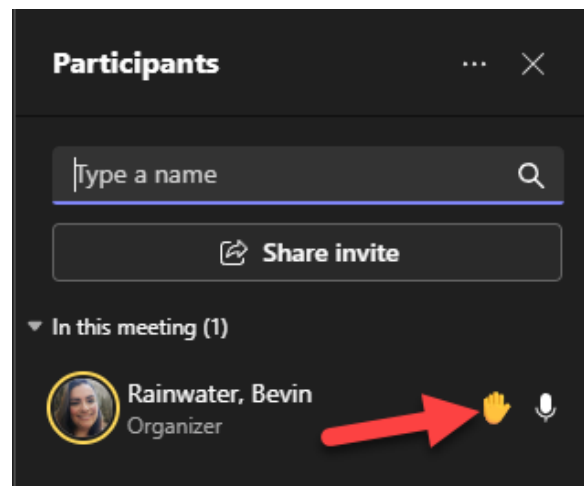 Participants
Type a name
Share invite
In this meeting (1)
Rainwater, Bevin
Organizer